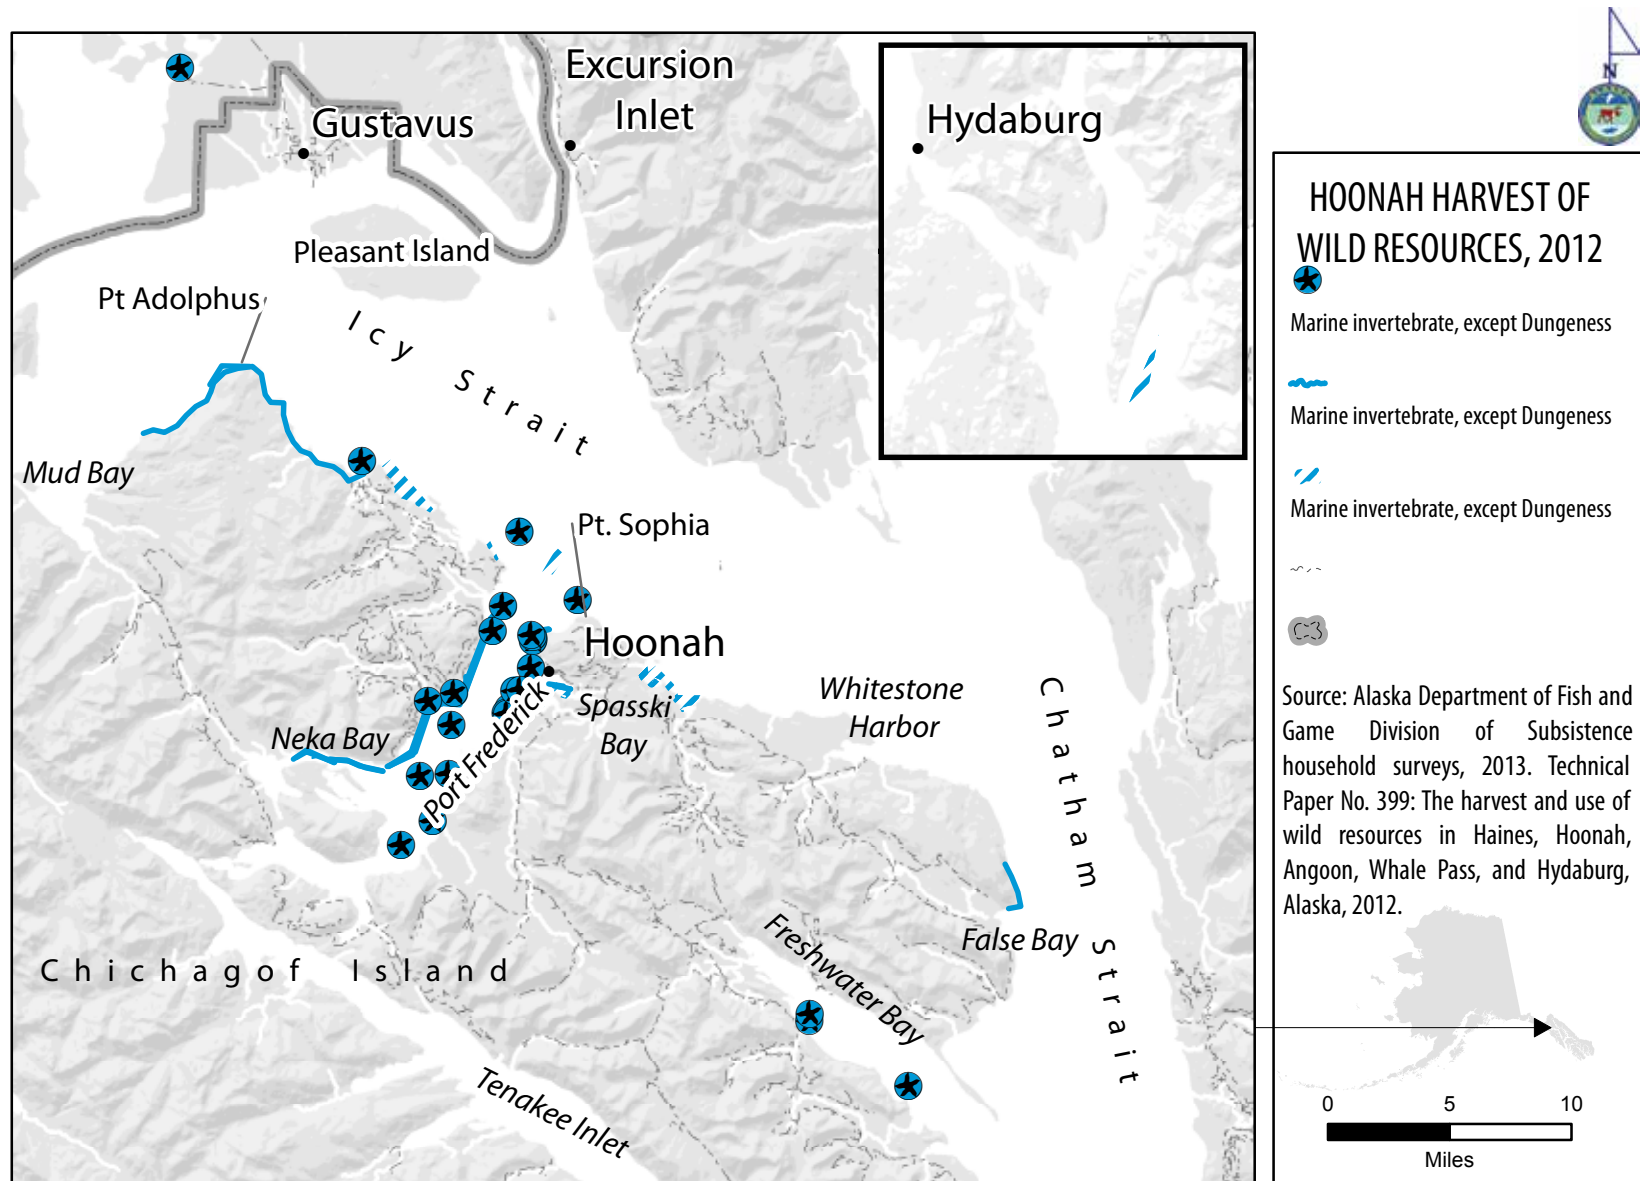 Excursion
Inlet
Gustavus
Hydaburg
Pleasant Island
Pt Adolphus
Icy Strait
Mud Bay
Pt. Sophia
Hoonah
Spasski
Bay
Whitestone
Harbor
Neka Bay
Port Frederick
Chatham Strait
False Bay
Freshwater Bay
Chichagof Island
Tenakee Inlet
N
HOONAH HARVEST OF
WILD RESOURCES, 2012
Marine invertebrate, except Dungeness
Marine invertebrate, except Dungeness
Marine invertebrate, except Dungeness
Source: Alaska Department of Fish and
Game Division of Subsistence
household surveys, 2013. Technical
Paper No. 399: The harvest and use of
wild resources in Haines, Hoonah,
Angoon, Whale Pass, and Hydaburg,
Alaska, 2012.
0 5 10
Miles